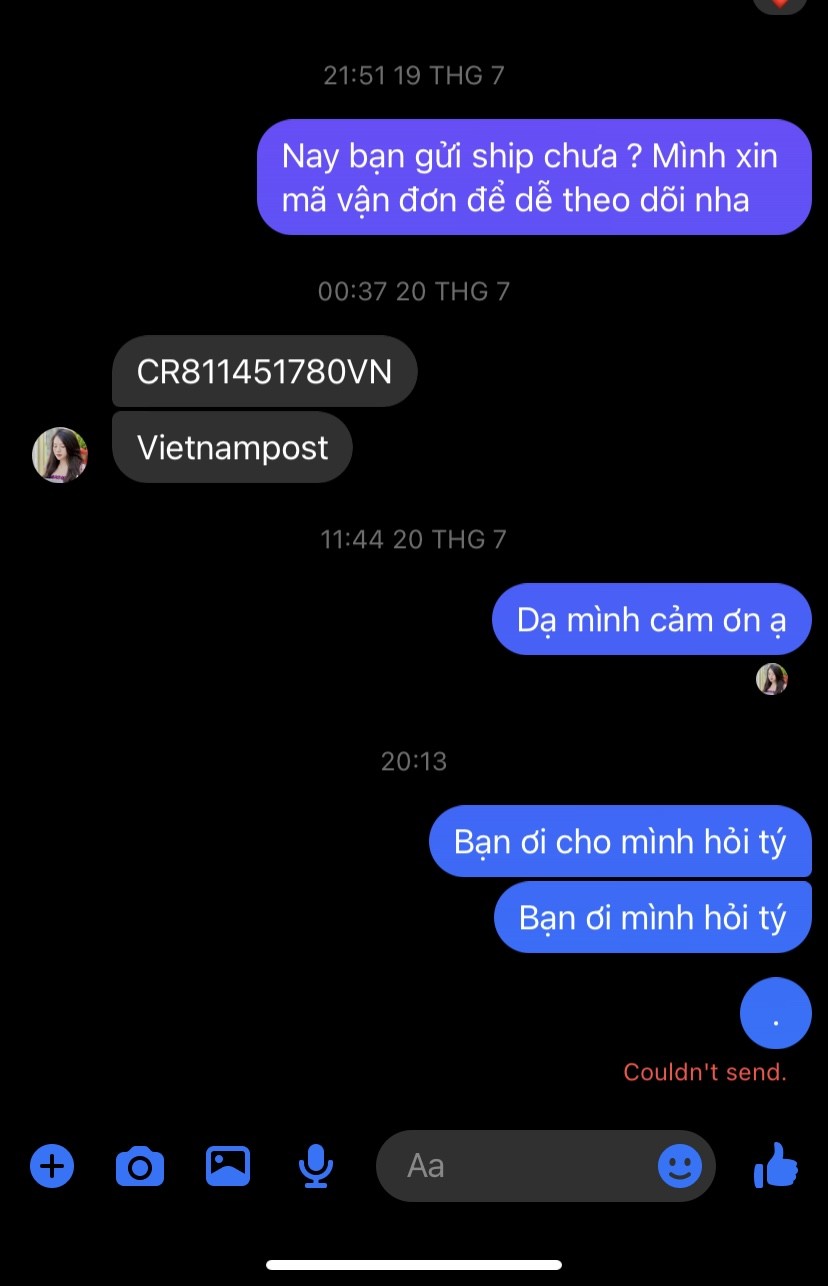 21:51 19 THG 7
Nay bạn gửi ship chưa ? Mình xin
mã vận đơn để dễ theo dõi nha
00:37 20 THG 7
CR811451780VN
Vietnampost
11:44 20 THG 7
Dạ mình cảm ơn ạ
20:13
Bạn ơi cho mình hỏi tý
Bạn ơi mình hỏi tý
.
Couldn't send.
Aa